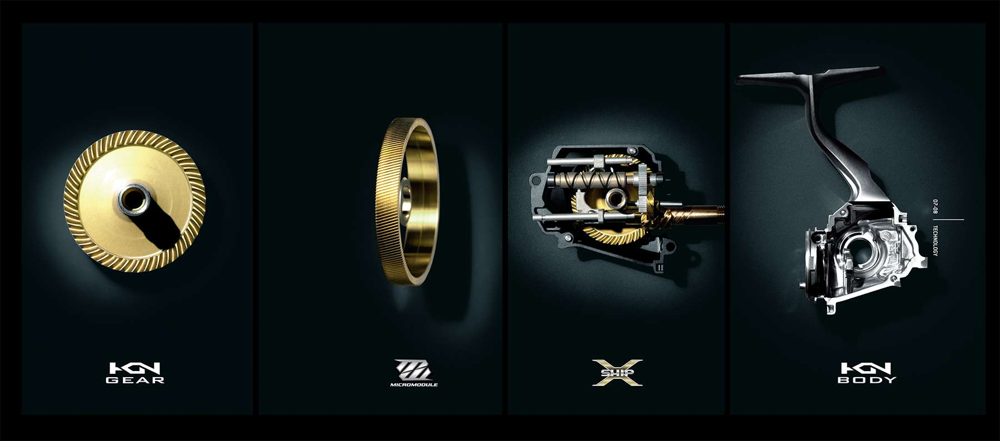 HGN
GEAR
MICROMODULE
X
SHIP
HGN
BODY
07-08
TECHNOLOGY